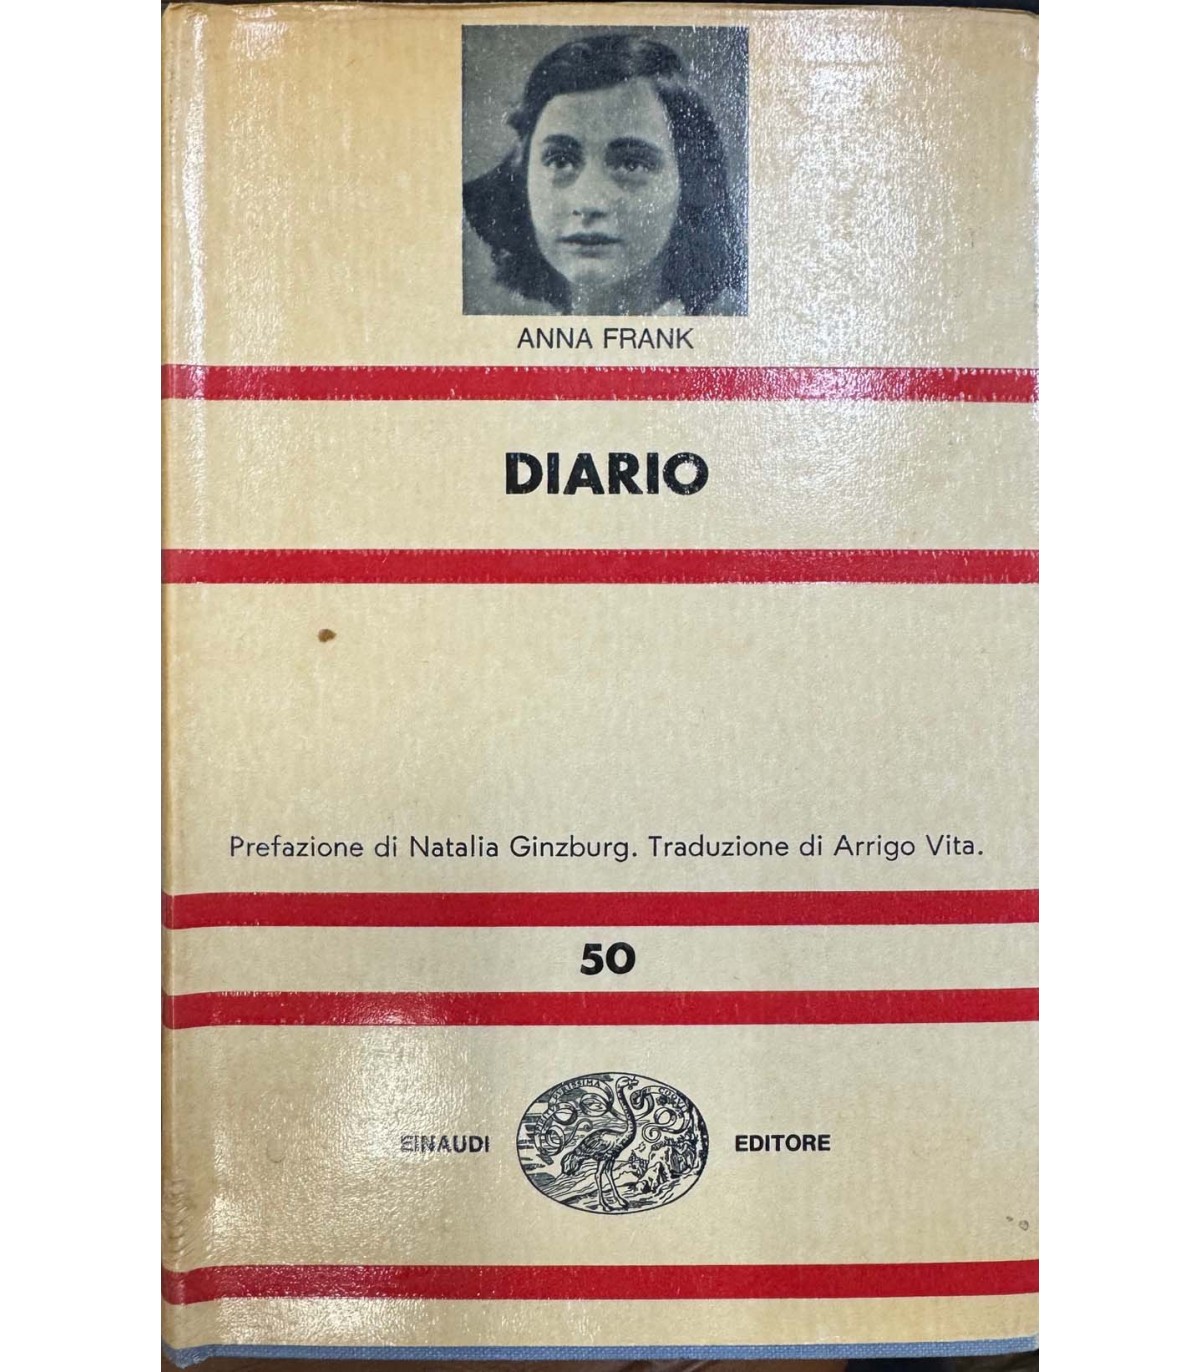 ANNA FRANK
DIARIO
Prefazione di Natalia Ginzburg. Traduzione di Arrigo Vita.
50
EINAUDI EDITORE